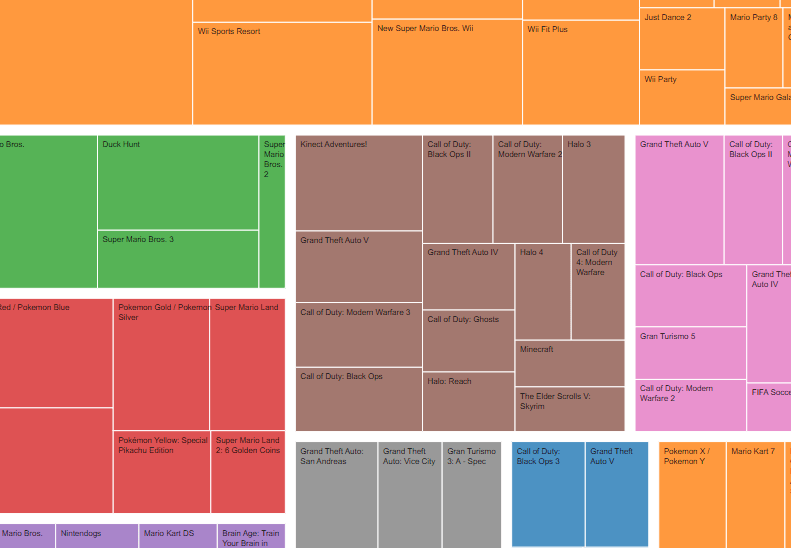 Wii Sports Resort
New Super Mario Bros. Wii
Wii Fit Plus
Just Dance 2
Mario Party 8
Wii Party
Super Mario Gala
o Bros.
Duck Hunt
Super
Mario
Bros.
2
Super Mario Bros. 3
Kinect Adventures!
Call of Duty:
Black Ops II
Call of Duty:
Modern Warfare 2
Halo 3
Grand Theft Auto V
Grand Theft Auto IV
Halo 4
Call of Duty
4: Modern
Warfare
Call of Duty: Modern Warfare 3
Call of Duty: Ghosts
Minecraft
Call of Duty: Black Ops
Halo: Reach
The Elder Scrolls V:
Skyrim
Grand Theft Auto V
Call of Duty:
Black Ops II
Call of Duty: Black Ops
Grand Thef
Auto IV
Gran Turismo 5
Call of Duty: Modern
Warfare 2
FIFA Socce
Red / Pokemon Blue
Pokemon Gold / Pokemon
Silver
Super Mario Land
Pokémon Yellow: Special
Pikachu Edition
Super Mario Land
2: 6 Golden Coins
Grand Theft Auto:
San Andreas
Grand Theft
Auto: Vice City
Gran Turismo
3: A - Spec
Call of Duty:
Black Ops 3
Grand Theft
Auto V
Pokemon X /
Pokemon Y
Mario Kart 7
Mario Bros.
Nintendogs
Mario Kart DS
Brain Age: Train
Your Brain in